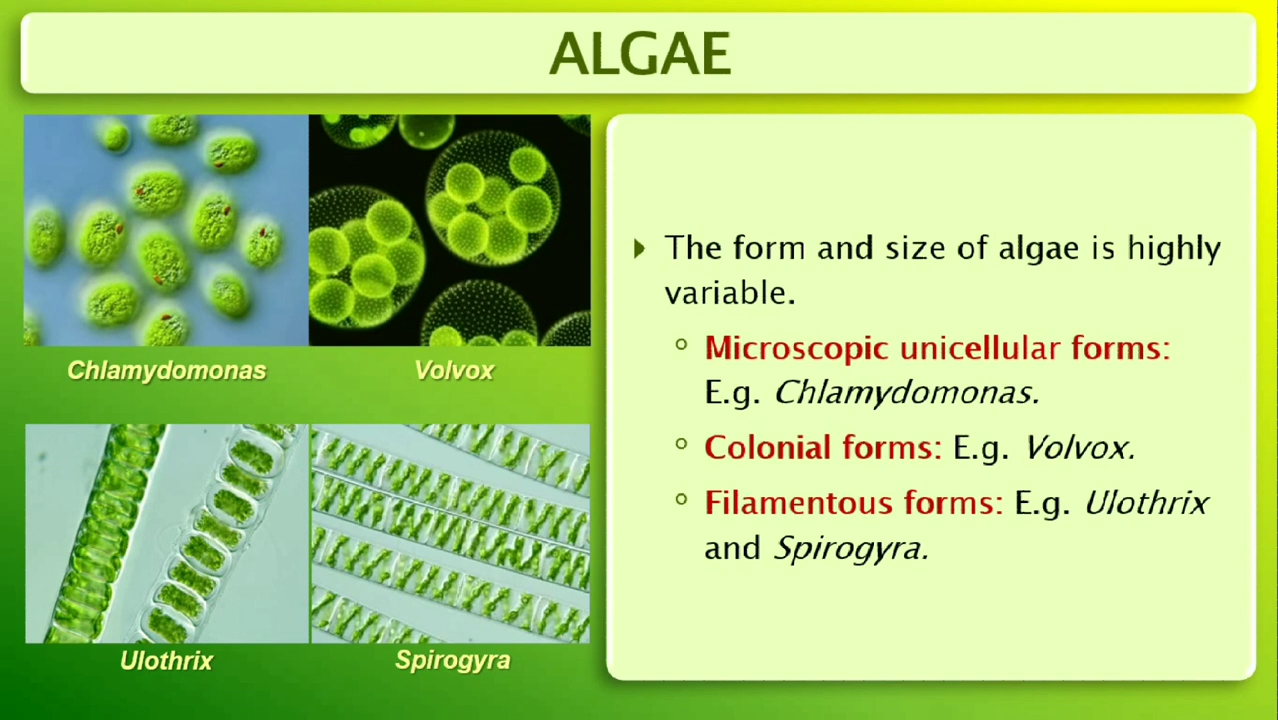 ALGAE
Chlamydomonas
Volvox
Ulothrix
Spirogyra
The form and size of algae is highly
variable.
Microscopic unicellular forms:
E.g. Chlamydomonas.
Colonial forms: E.g. Volvox.
Filamentous forms: E.g. Ulothrix
and Spirogyra.